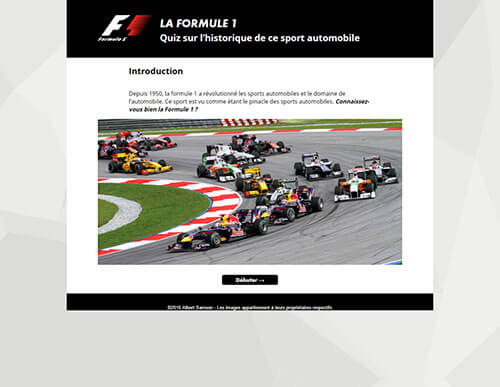 LA FORMULE 1
Quiz sur l'historique de ce sport automobile
Formula 1
Introduction
Depuis 1950, la formule 1 a révolutionné les sports automobiles et le domaine de
l'automobile. Ce sport est vu comme étant le pinacle des sports automobiles. Connaissez-
vous bien la Formule 1 ?
Débuter →
©2016 Albert Samson - Les images appartiennent à leurs propriétaires respectifs